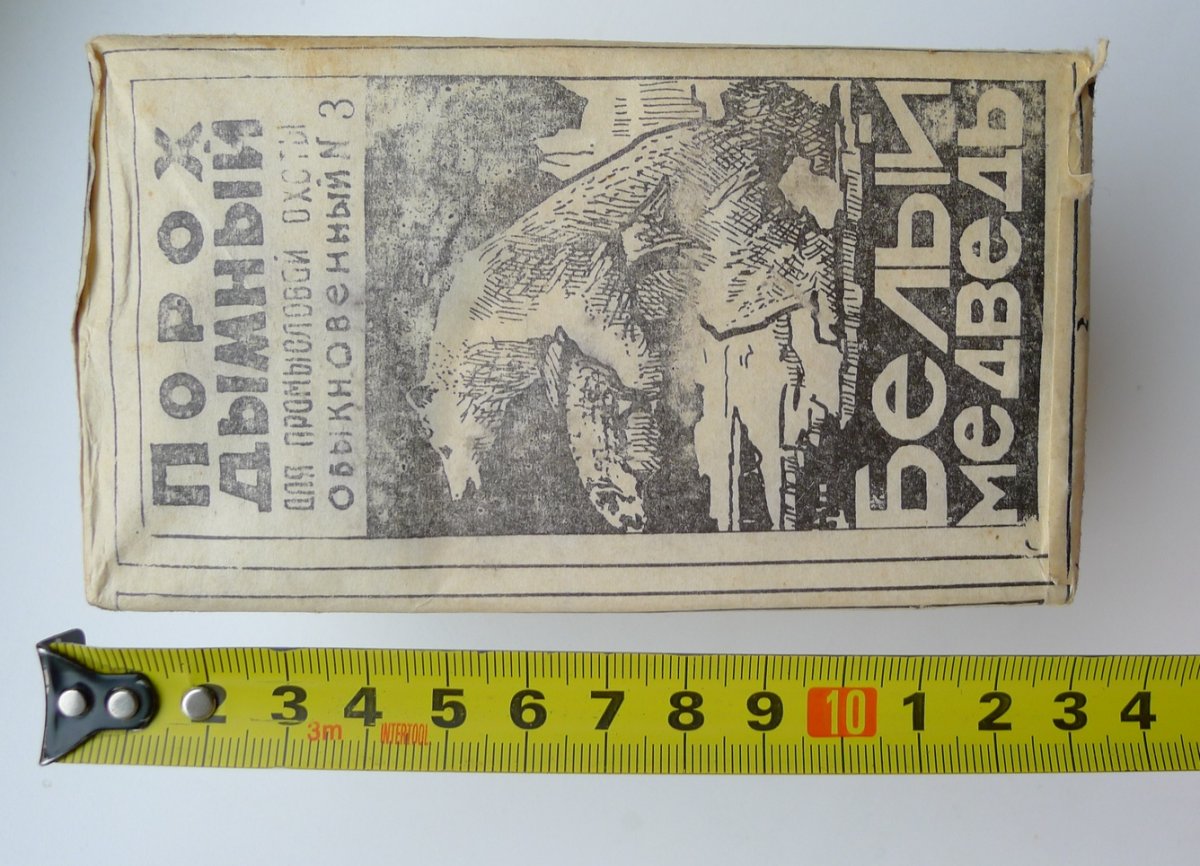 ПОРОХ
ДЫМНЫЙ
ДЛЯ ПРОМЫСЛОВОЙ ОХОТЫ
ОБЫКНОВЕННЫЙ N 3
БЕЛЫЙ
МЕДВЕДЬ
2 3 4 5 6 7 8 9 10 1 2 3 4
3m INTERTOOL